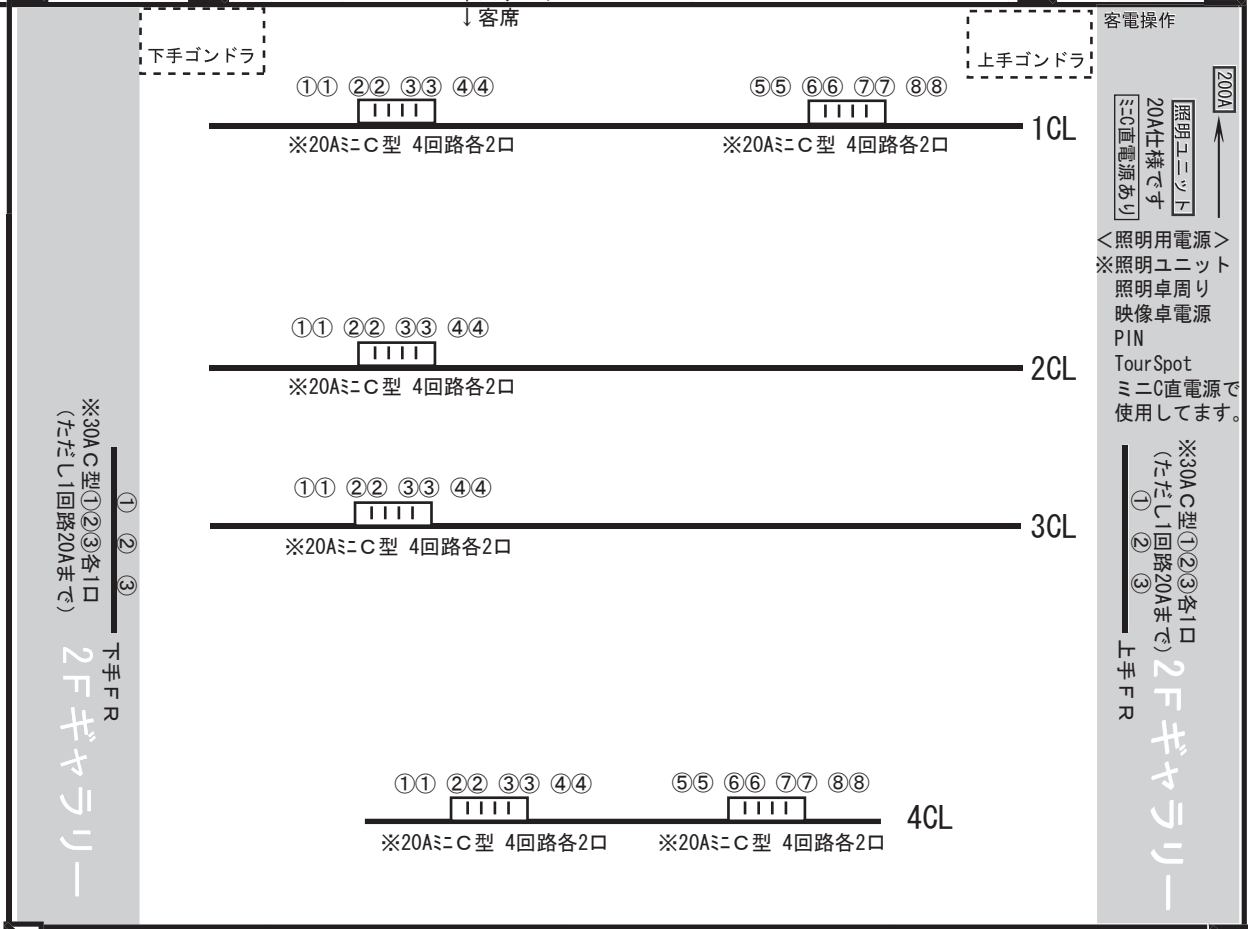 ↓客席
下手ゴンドラ
上手ゴンドラ
客電操作
①① ②② ③③ ④④
⑤⑤ ⑥⑥ ⑦⑦ ⑧⑧
1CL
※20AミニC型 4回路各2口
※20AミニC型 4回路各2口
200A
照明ユニット
20A仕様です
ミニC直電源あり
<照明用電源>
※照明ユニット
照明卓周り
映像卓電源
PIN
TourSpot
ミニC直電源で
使用してます。
①① ②② ③③ ④④
2CL
※20AミニC型 4回路各2口
①① ②② ③③ ④④
3CL
※20AミニC型 4回路各2口
※30AC型①②③各1口
(ただし1回路20Aまで)
① ② ③
下手FR
2Fギャラリー
※30AC型①②③各1口
(ただし1回路20Aまで)
① ② ③
上手FR
2Fギャラリー
①① ②② ③③ ④④
⑤⑤ ⑥⑥ ⑦⑦ ⑧⑧
4CL
※20AミニC型 4回路各2口
※20AミニC型 4回路各2口